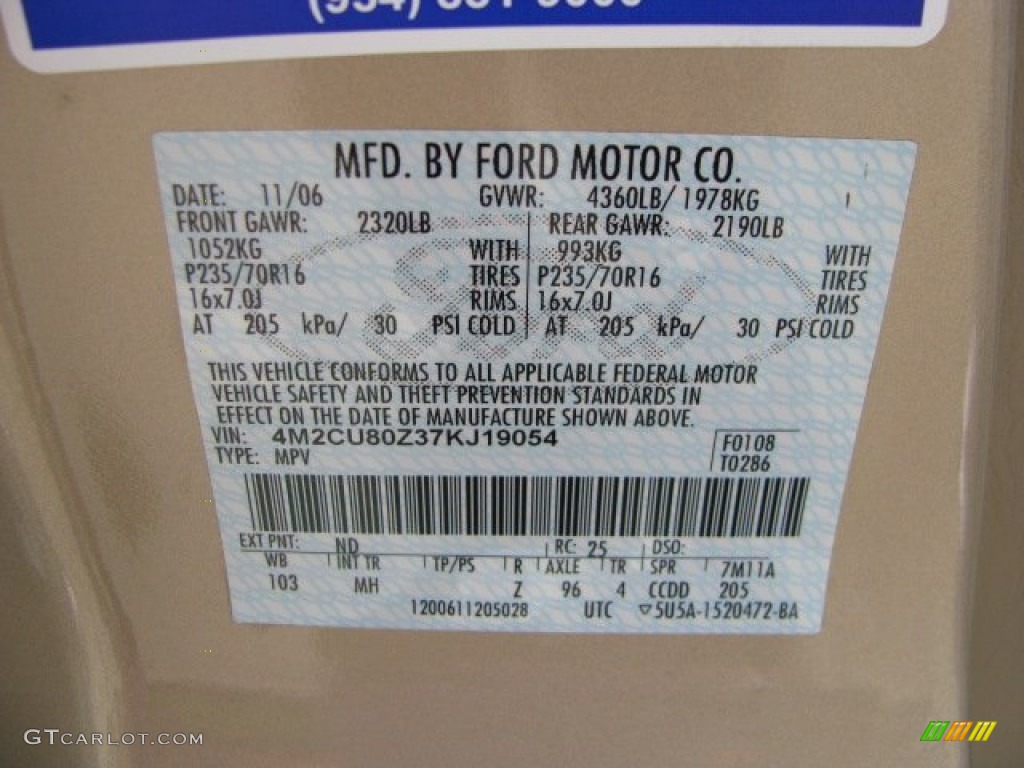 MFD. BY FORD MOTOR CO.
DATE: 11/06 GVWR: 4360LB/ 1978KG
FRONT GAWR: 2320LB REAR GAWR: 2190LB
1052KG WITH 993KG WITH
P235/70R16 TIRES P235/70R16 TIRES
16x7.0J RIMS 16x7.0J RIMS
AT 205 kPa/ 30 PSI COLD AT 205 kPa/ 30 PSI COLD
THIS VEHICLE CONFORMS TO ALL APPLICABLE FEDERAL MOTOR
VEHICLE SAFETY AND THEFT PREVENTION STANDARDS IN
EFFECT ON THE DATE OF MANUFACTURE SHOWN ABOVE.
VIN: 4M2CU80Z37KJ19054 F0108
TYPE: MPV T0286
EXT PNT: ND RC: 25 DSO:
WB INT TR TP/PS R AXLE TR SPR 7M11A
103 MH Z 96 4 CCDD 205
1200611205028 UTC ▽5U5A-1520472-BA
GTCARLOT.COM